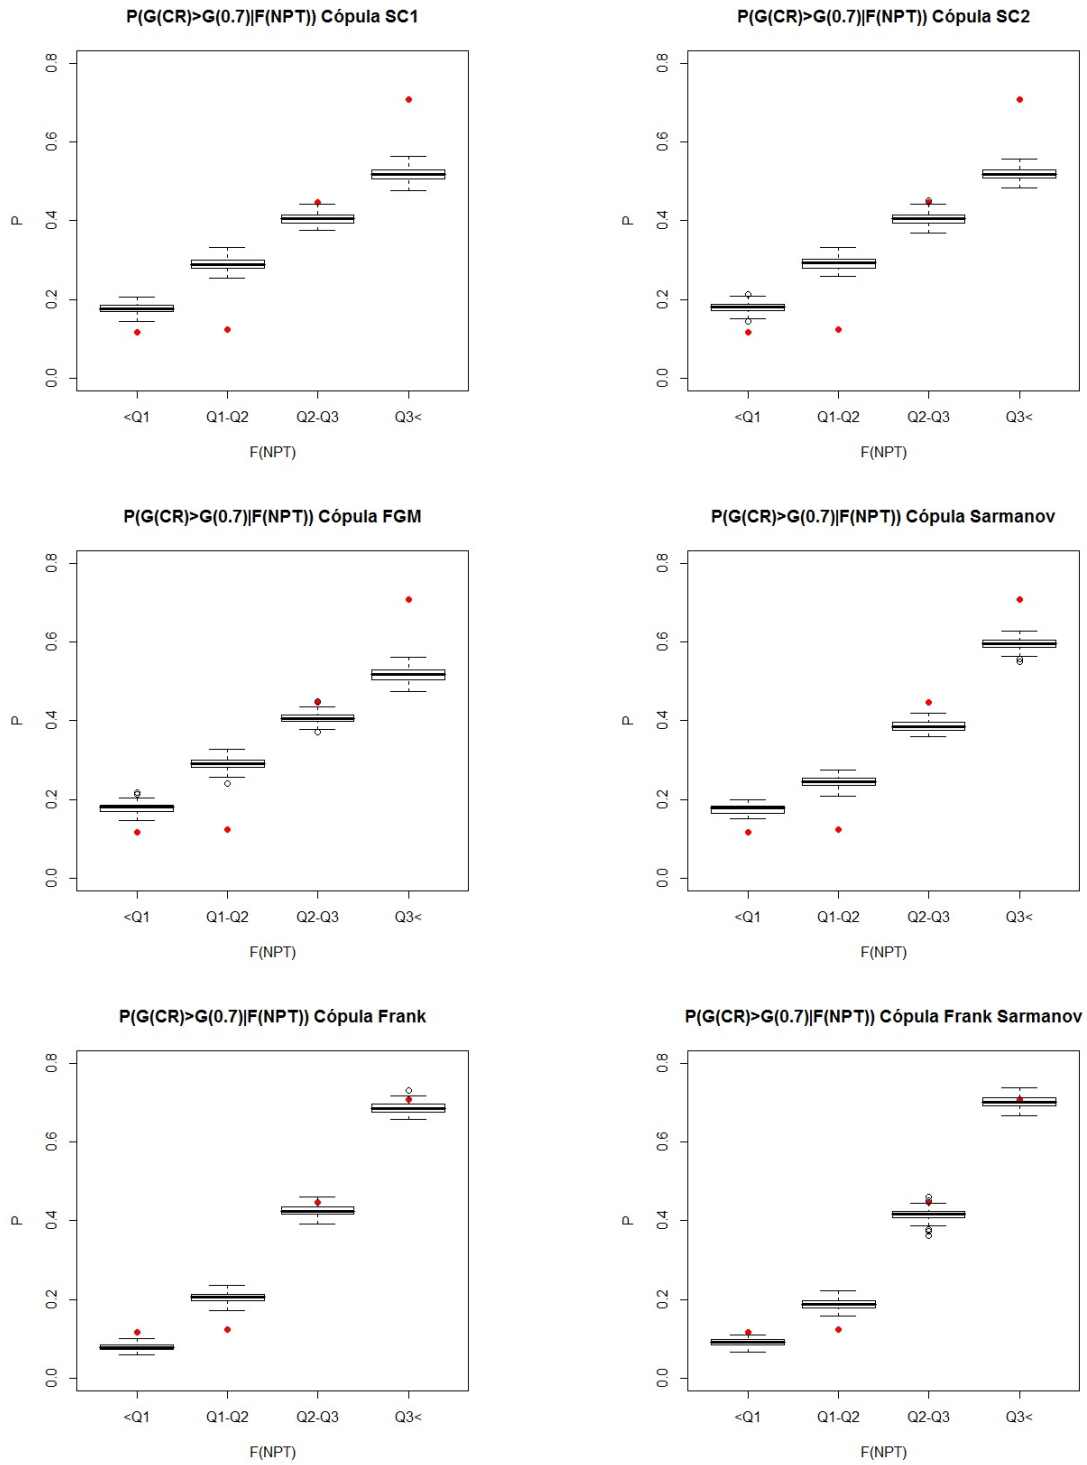 P(G(CR)>G(0.7)|F(NPT)) Cópula SC1
P
0.0 0.2 0.4 0.6 0.8
<Q1 Q1-Q2 Q2-Q3 Q3<
F(NPT)
P(G(CR)>G(0.7)|F(NPT)) Cópula SC2
P
0.0 0.2 0.4 0.6 0.8
<Q1 Q1-Q2 Q2-Q3 Q3<
F(NPT)
P(G(CR)>G(0.7)|F(NPT)) Cópula FGM
P
0.0 0.2 0.4 0.6 0.8
<Q1 Q1-Q2 Q2-Q3 Q3<
F(NPT)
P(G(CR)>G(0.7)|F(NPT)) Cópula Sarmanov
P
0.0 0.2 0.4 0.6 0.8
<Q1 Q1-Q2 Q2-Q3 Q3<
F(NPT)
P(G(CR)>G(0.7)|F(NPT)) Cópula Frank
P
0.0 0.2 0.4 0.6 0.8
<Q1 Q1-Q2 Q2-Q3 Q3<
F(NPT)
P(G(CR)>G(0.7)|F(NPT)) Cópula Frank Sarmanov
P
0.0 0.2 0.4 0.6 0.8
<Q1 Q1-Q2 Q2-Q3 Q3<
F(NPT)